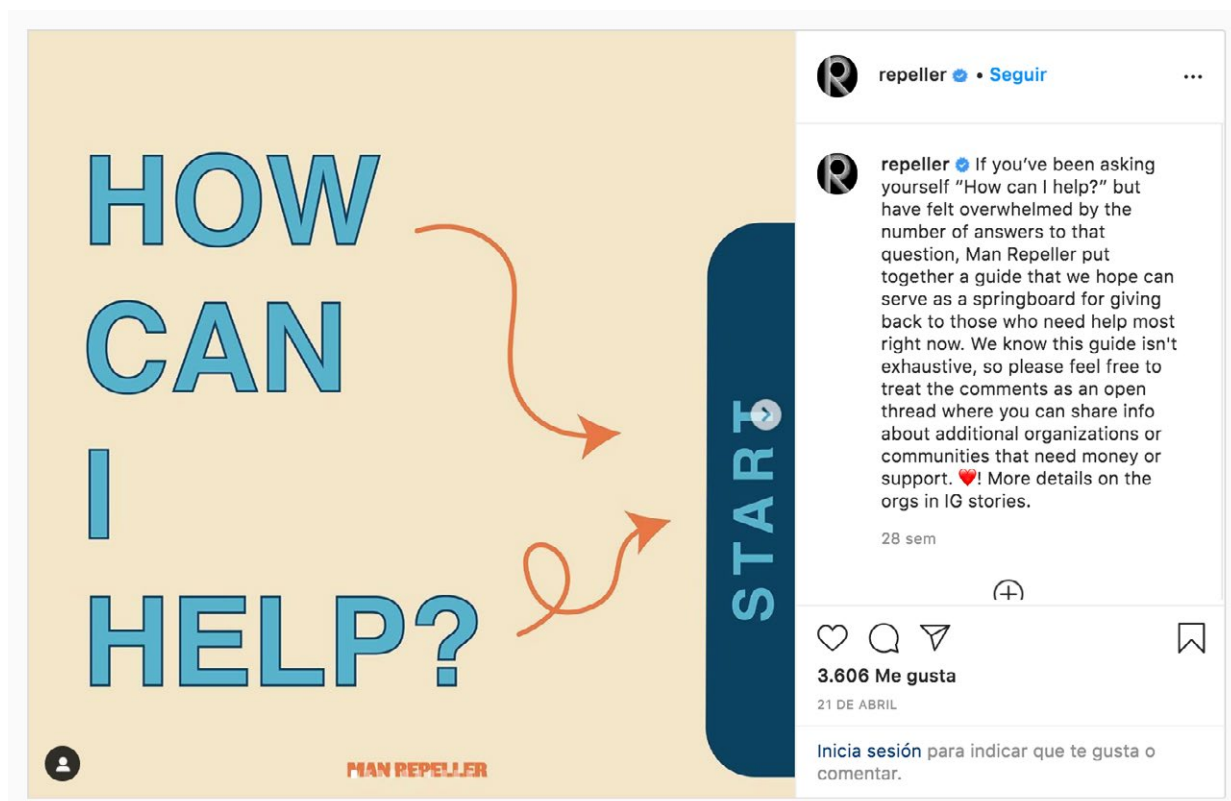 HOW
CAN
I
HELP?
START
MAN REPELLER
repeller • Seguir
repeller If you’ve been asking
yourself “How can I help?” but
have felt overwhelmed by the
number of answers to that
question, Man Repeller put
together a guide that we hope can
serve as a springboard for giving
back to those who need help most
right now. We know this guide isn't
exhaustive, so please feel free to
treat the comments as an open
thread where you can share info
about additional organizations or
communities that need money or
support. ❤️! More details on the
orgs in IG stories.
28 sem
3.606 Me gusta
21 DE ABRIL
Inicia sesión para indicar que te gusta o
comentar.